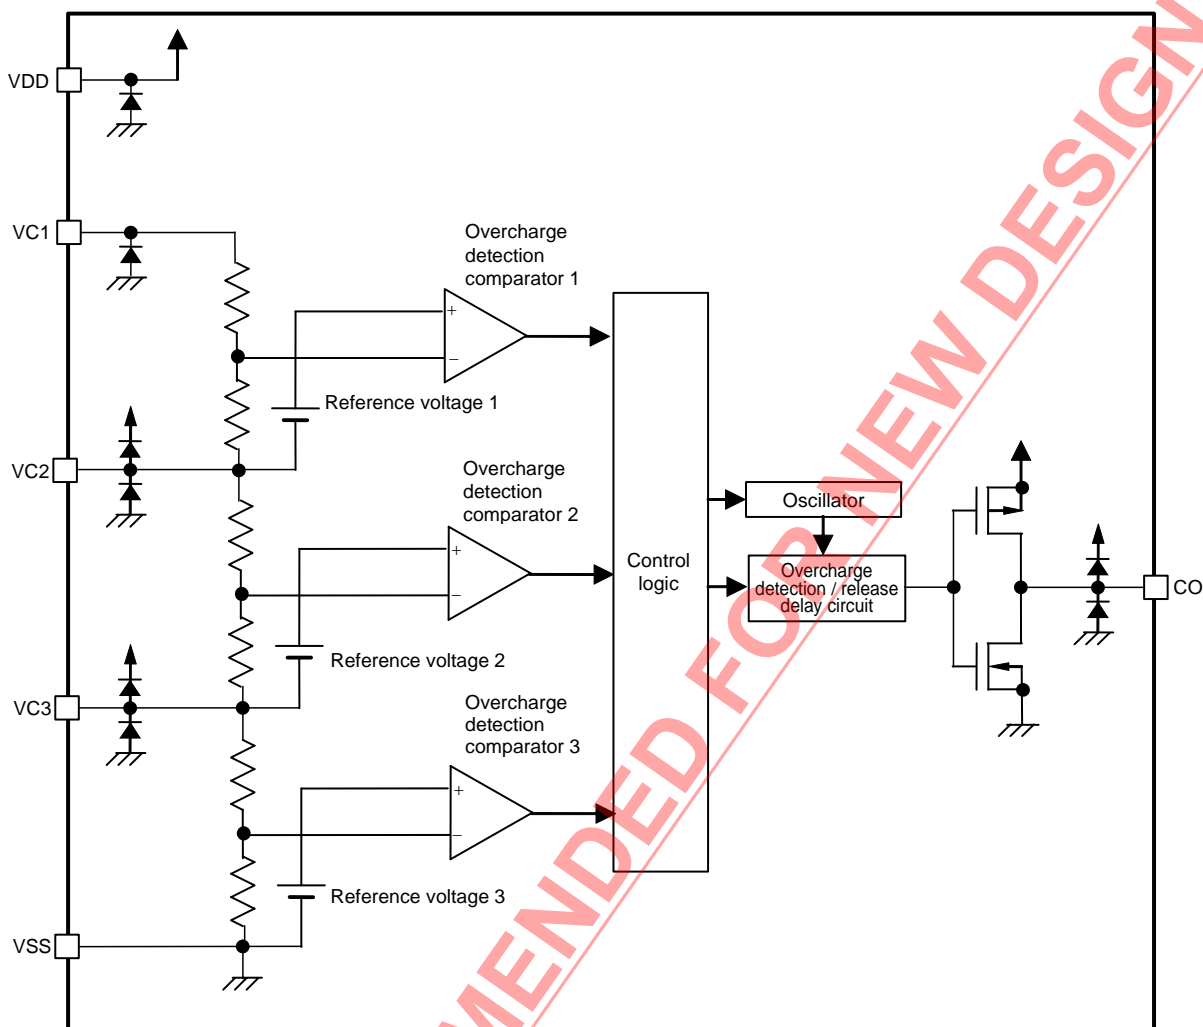 VDD
VC1
Overcharge
detection
comparator 1
+
−
Reference voltage 1
VC2
Overcharge
detection
comparator 2
+
−
Oscillator
Control
logic
Overcharge
detection / release
delay circuit
CO
Reference voltage 2
VC3
Overcharge
detection
comparator 3
+
−
Reference voltage 3
VSS
MENDED FOR NEW DESIGN